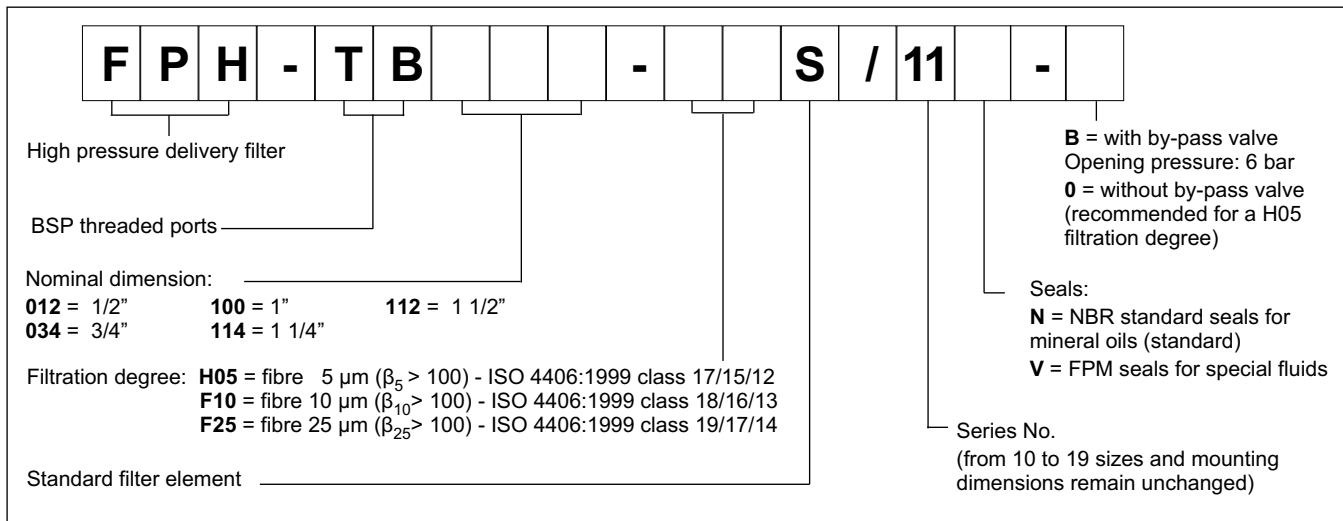 F P H - T B - S / 11 -
High pressure delivery filter
BSP threaded ports
Nominal dimension:
012 = 1/2” 100 = 1” 112 = 1 1/2”
034 = 3/4” 114 = 1 1/4”
Filtration degree: H05 = fibre 5 µm (β5 > 100) - ISO 4406:1999 class 17/15/12
F10 = fibre 10 µm (β10> 100) - ISO 4406:1999 class 18/16/13
F25 = fibre 25 µm (β25> 100) - ISO 4406:1999 class 19/17/14
Standard filter element
B = with by-pass valve
Opening pressure: 6 bar
0 = without by-pass valve
(recommended for a H05
filtration degree)
Seals:
N = NBR standard seals for
mineral oils (standard)
V = FPM seals for special fluids
Series No.
(from 10 to 19 sizes and mounting
dimensions remain unchanged)